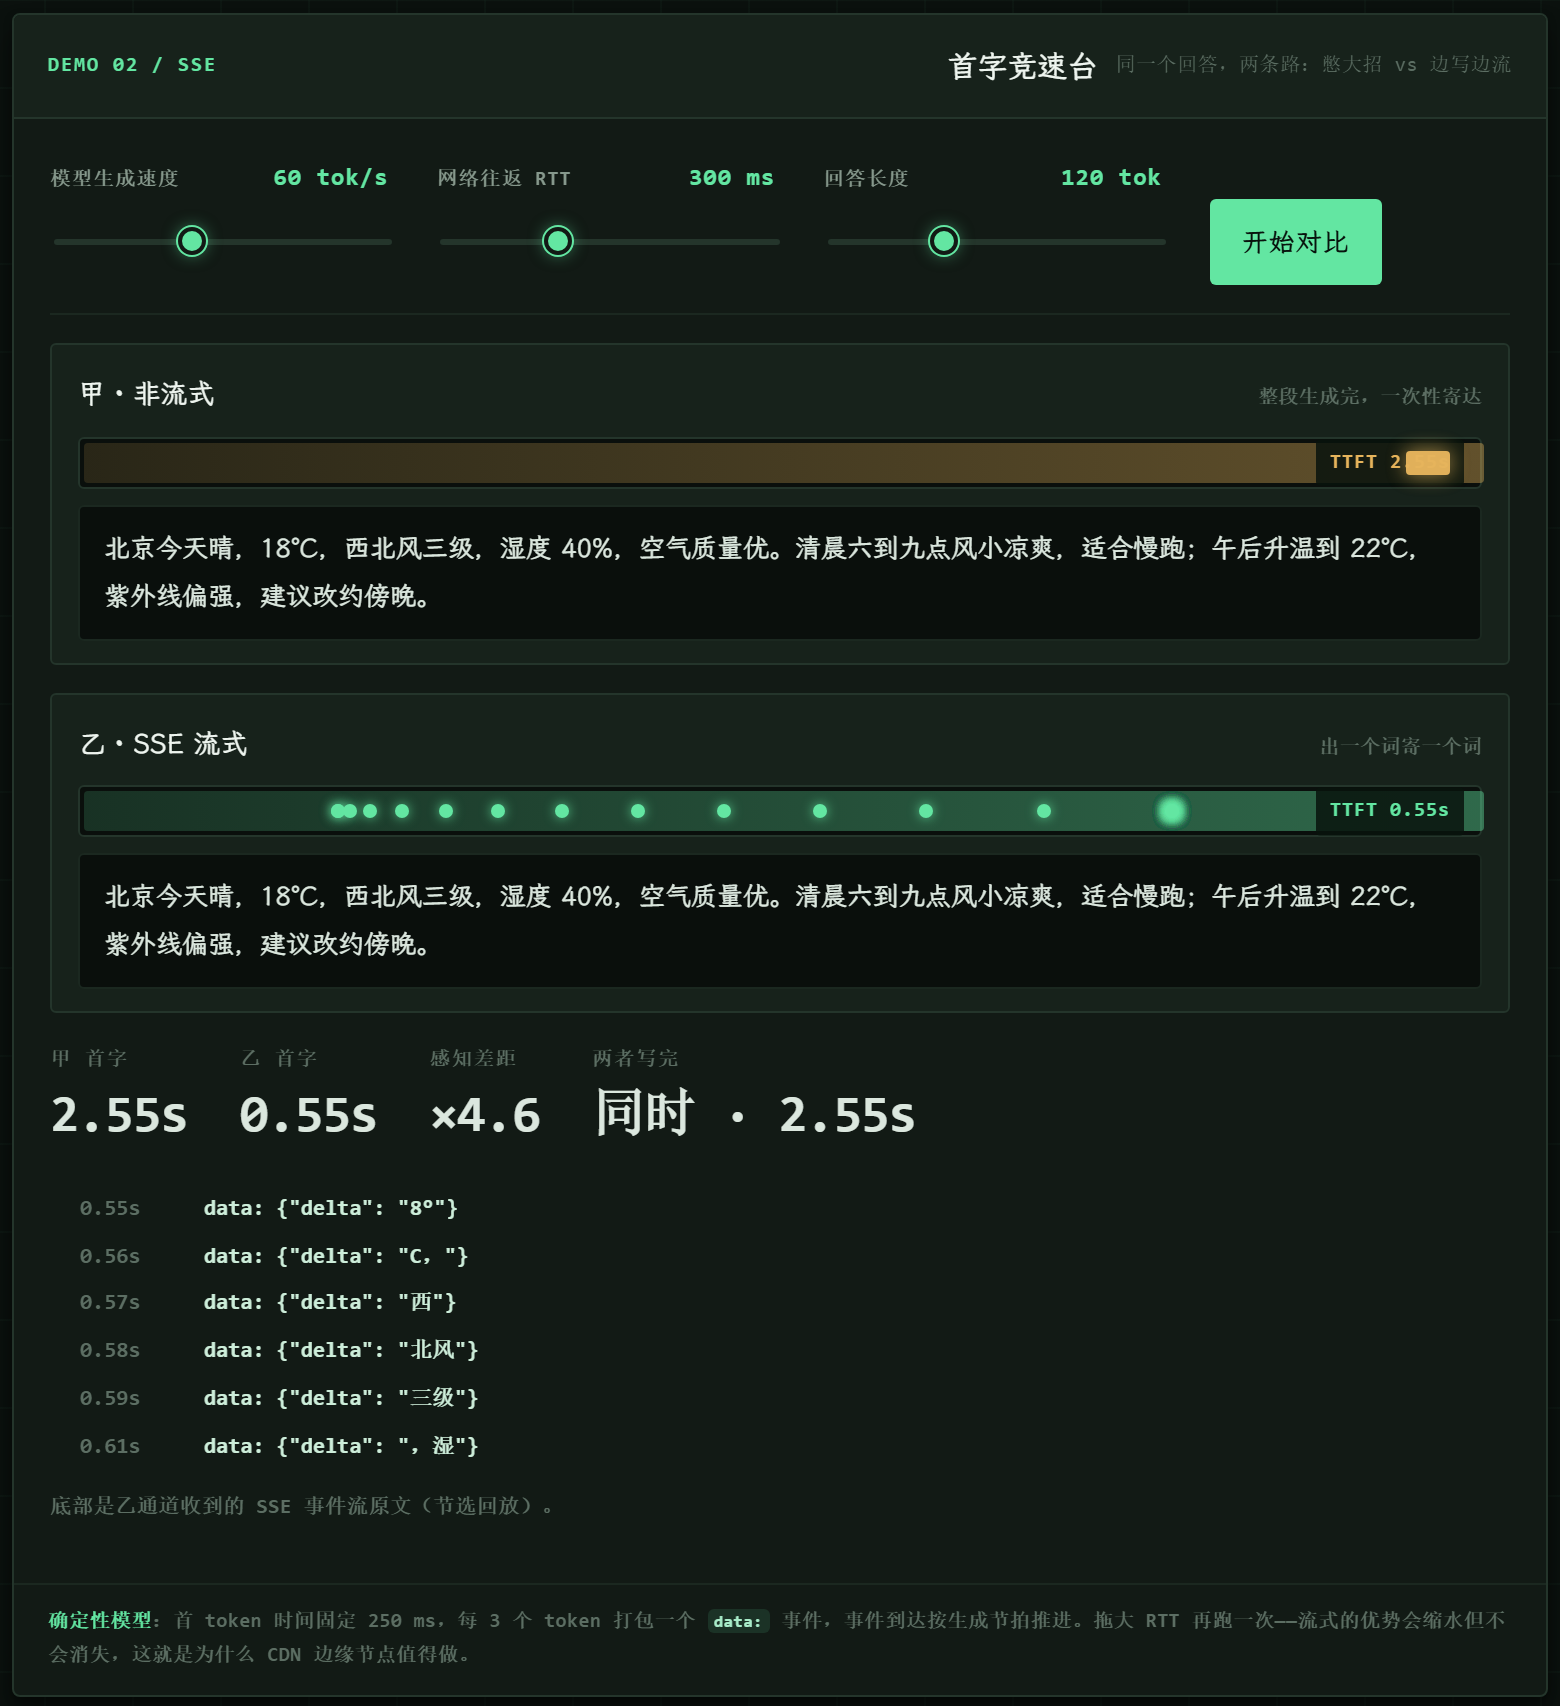 DEMO 02 / SSE
首字竞速台 同一个回答，两条路：憋大招 vs 边写边流
模型生成速度 60 tok/s 网络往返 RTT 300 ms 回答长度 120 tok
开始对比
甲·非流式 整段生成完，一次性寄达
TTFT 2.
北京今天晴，18℃，西北风三级，湿度 40%，空气质量优。清晨六到九点风小凉爽，适合慢跑；午后升温到 22℃，
紫外线偏强，建议改约傍晚。
乙·SSE 流式 出一个词寄一个词
TTFT 0.55s
北京今天晴，18℃，西北风三级，湿度 40%，空气质量优。清晨六到九点风小凉爽，适合慢跑；午后升温到 22℃，
紫外线偏强，建议改约傍晚。
甲 首字 乙 首字 感知差距 两者写完
2.55s 0.55s ×4.6 同时 · 2.55s
0.55s data: {"delta": "8°"}
0.56s data: {"delta": "C，"}
0.57s data: {"delta": "西"}
0.58s data: {"delta": "北风"}
0.59s data: {"delta": "三级"}
0.61s data: {"delta": "，湿"}
底部是乙通道收到的 SSE 事件流原文（节选回放）。
确定性模型：首 token 时间固定 250 ms，每 3 个 token 打包一个 data: 事件，事件到达按生成节拍推进。拖大 RTT 再跑一次——流式的优势会缩水但不
会消失，这就是为什么 CDN 边缘节点值得做。